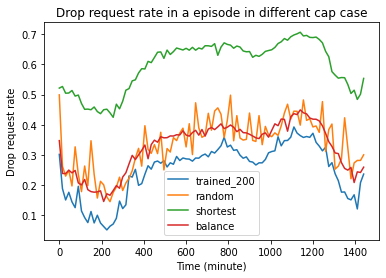 Drop request rate in a episode in different cap case
Drop request rate
0.7
0.6
0.5
0.4
0.3
0.2
0.1
trained_200
random
shortest
balance
0 200 400 600 800 1000 1200 1400
Time (minute)